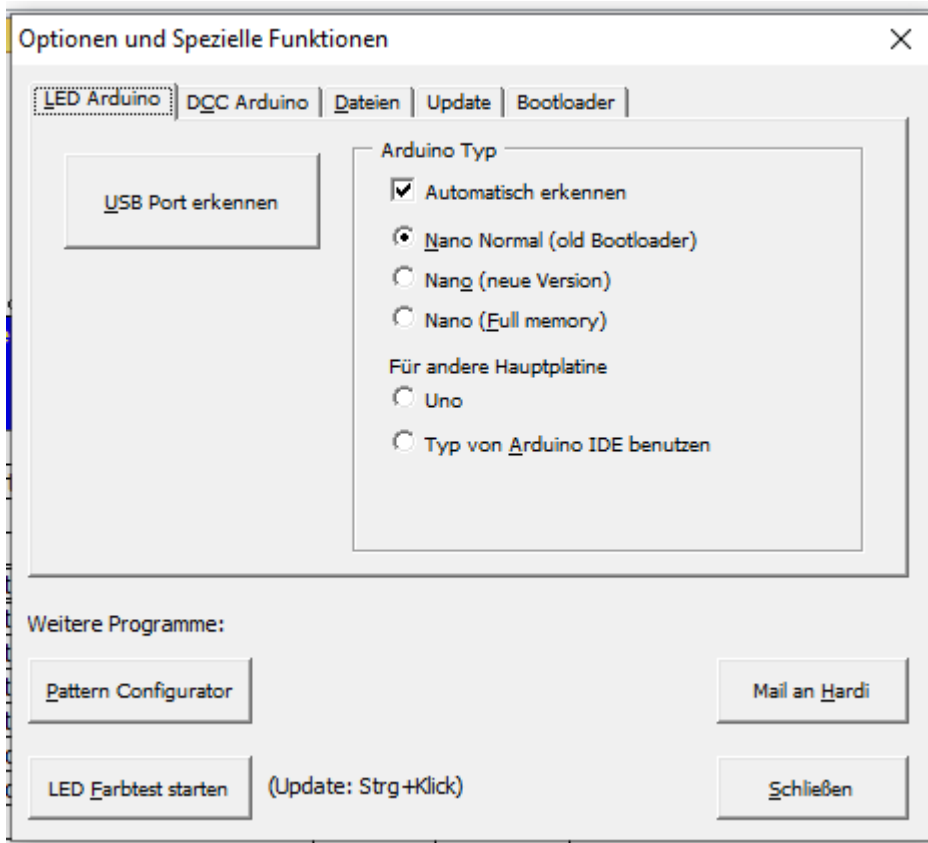 Optionen und Spezielle Funktionen
LED Arduino DCC Arduino Dateien Update Bootloader
USB Port erkennen
Arduino Typ
Automatisch erkennen
Nano Normal (old Bootloader)
Nano (neue Version)
Nano (Full memory)
Für andere Hauptplatine
Uno
Typ von Arduino IDE benutzen
Weitere Programme:
Pattern Configurator
Mail an Hardi
LED Farbtest starten (Update: Strg+Klick)
Schließen